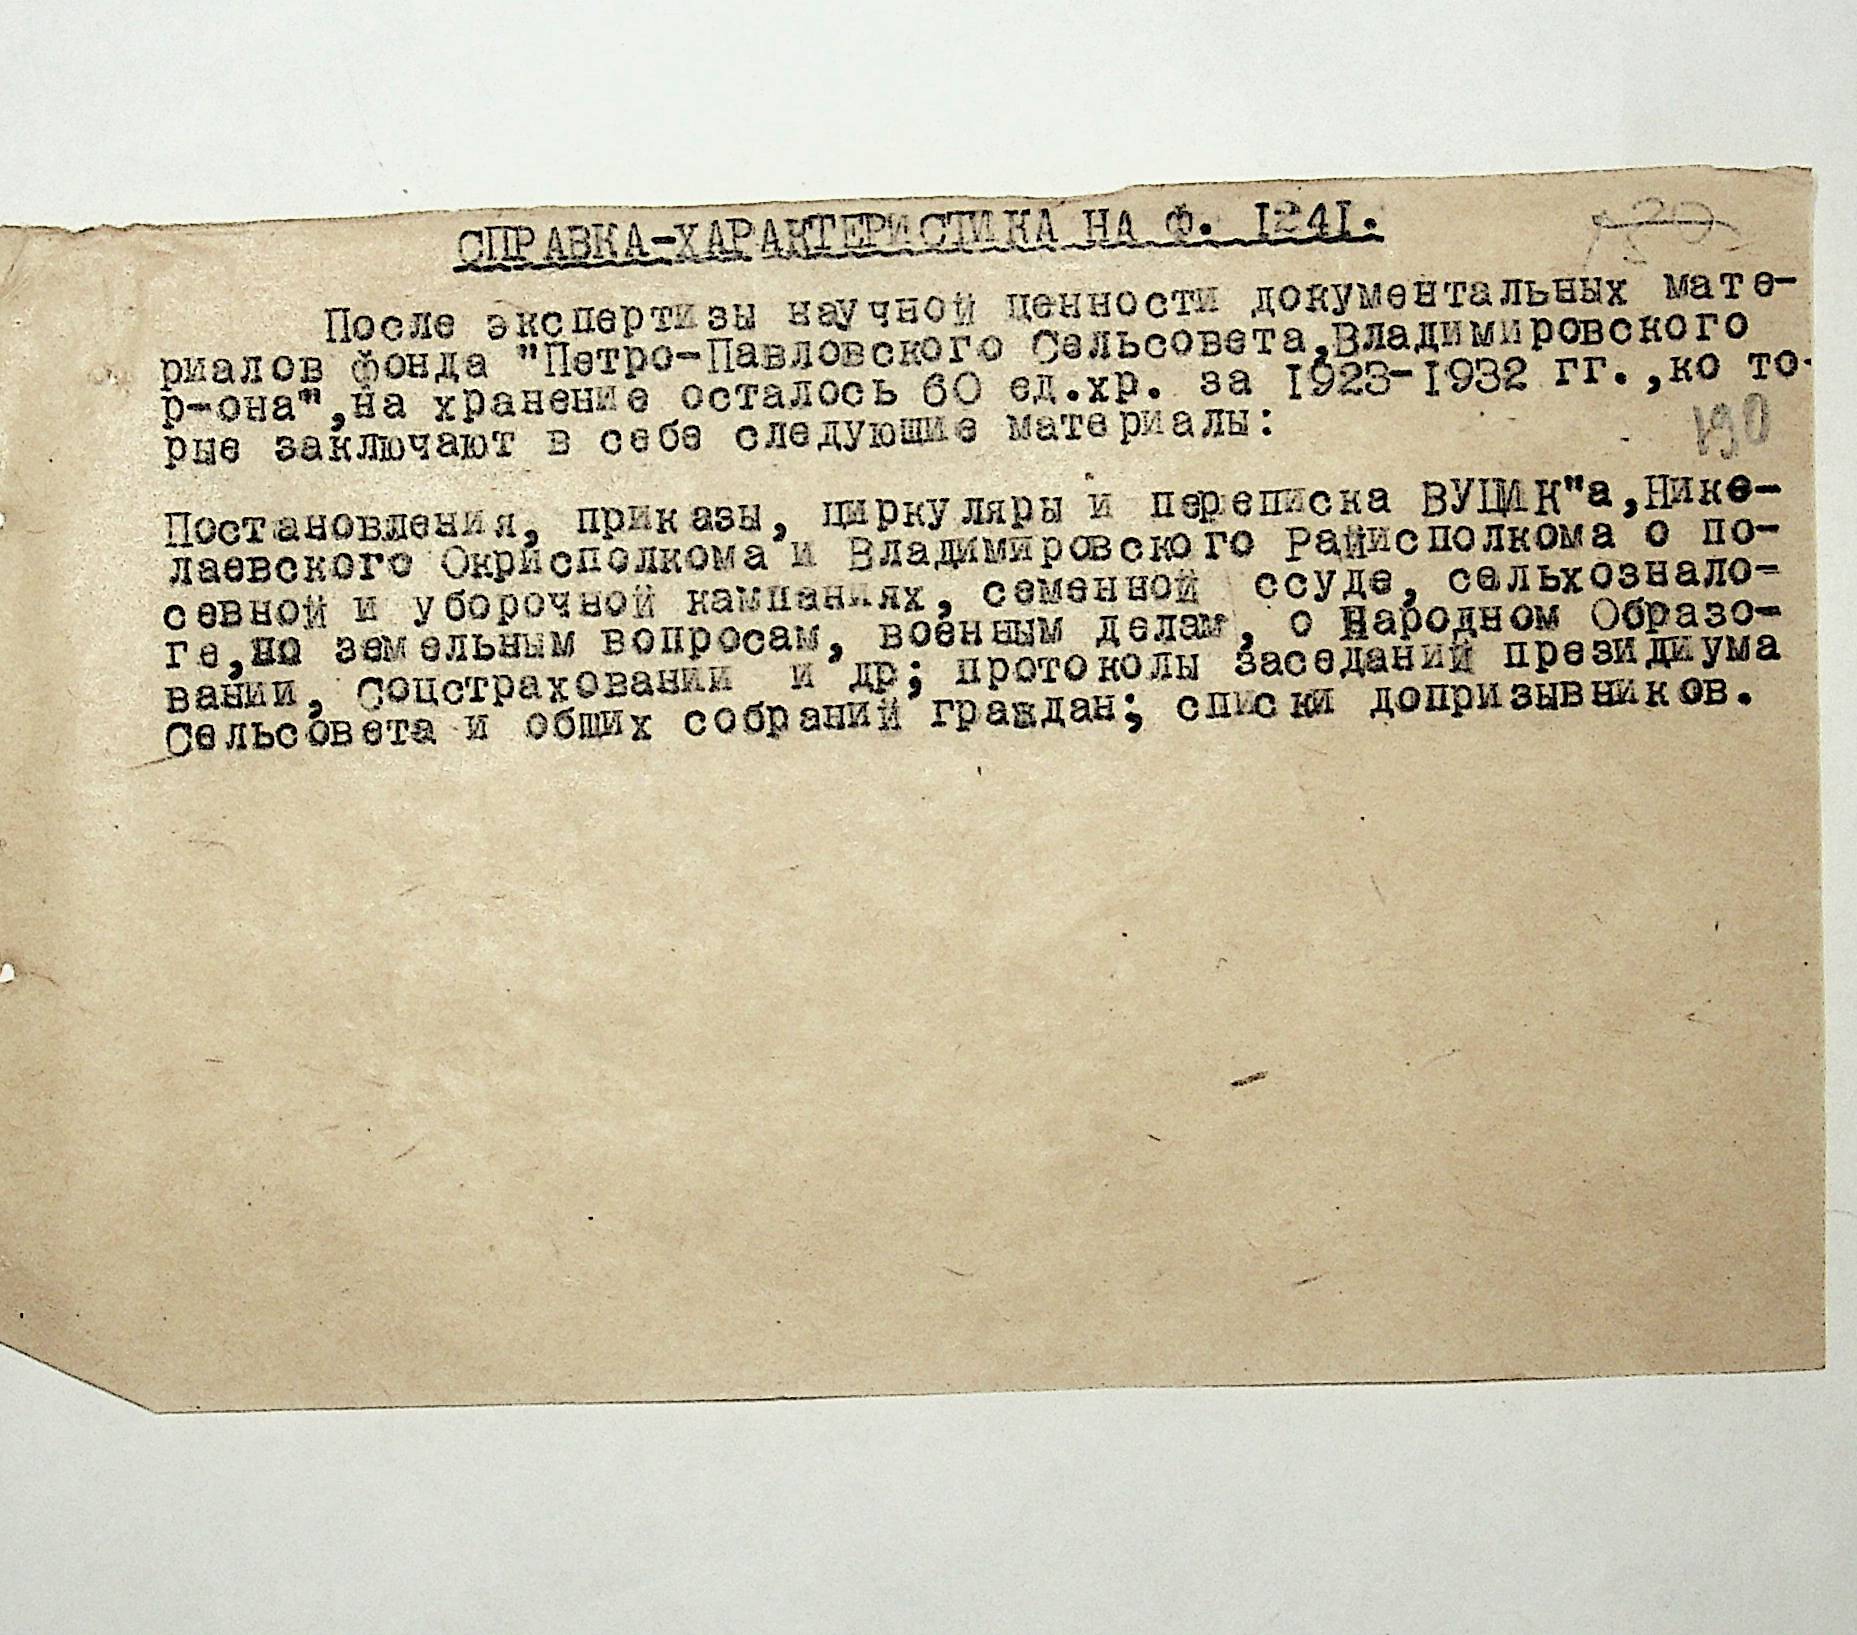 СПРАВКА-ХАРАКТЕРИСТИКА НА Ф. 1241.
После экспертизы научной ценности документальных мате-
риалов фонда "Петро-Павловского Сельсовета,Владимировского
р-она",на хранение осталось 60 ед.хр. за 1923-1932 гг.,ко то-
рые заключают в себе следующие материалы:
190
Постановления, приказы, циркуляры и переписка ВУЦИК"а,Нике-
лаевского Окрисполкома и Владимировского Райисполкома о по-
севной и уборочной кампаниях, семенной ссуде, сельхознало-
ге,по земельным вопросам, военным делам, о Народном Образо-
вании, Соцстраховании и др; протоколы заседаний президиума
Сельсовета и общих собраний граждан; списки допризывников.